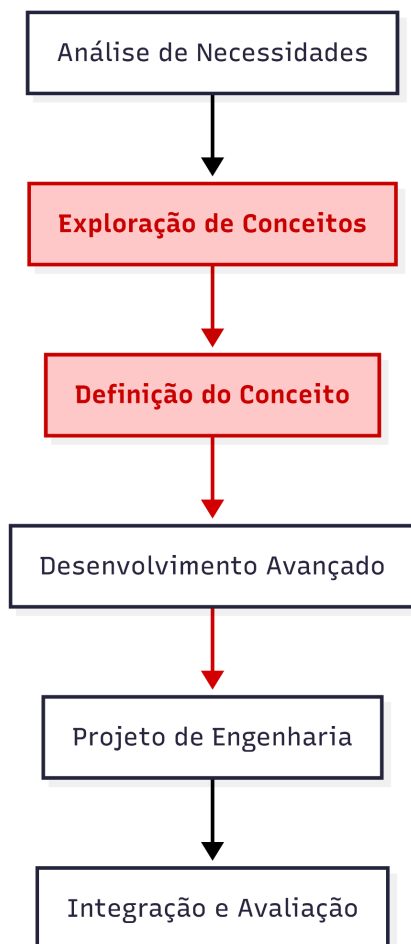 Análise de Necessidades
Exploração de Conceitos
Definição do Conceito
Desenvolvimento Avançado
Projeto de Engenharia
Integração e Avaliação